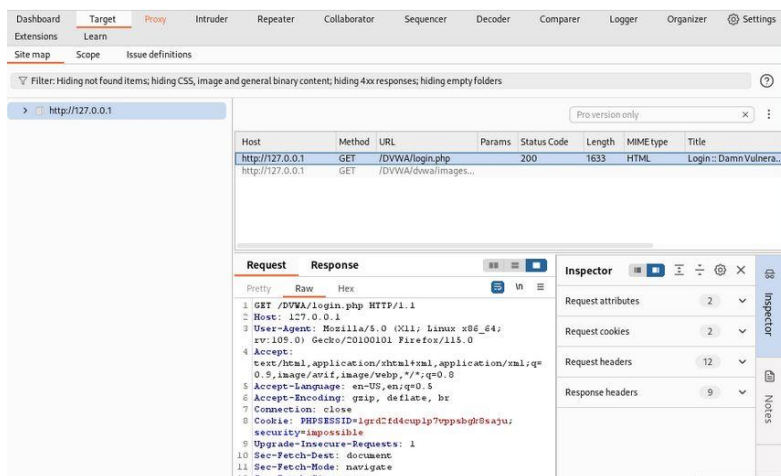 Dashboard Target Proxy Intruder Repeater Collaborator Sequencer Decoder Comparer Logger Organizer Settings
Extensions Learn
Site map Scope Issue definitions
Filter: Hiding not found items; hiding CSS, image and general binary content; hiding 4xx responses; hiding empty folders
http://127.0.0.1
Pro version only
Host Method URL Params Status Code Length MIME type Title
http://127.0.0.1 GET /DVWA/login.php 200 1633 HTML Login :: Damn Vulnera...
http://127.0.0.1 GET /DVWA/dvwa/images...
Request Response
Pretty Raw Hex \n
1 GET /DVWA/login.php HTTP/1.1
2 Host: 127.0.0.1
3 User-Agent: Mozilla/5.0 (X11; Linux x86_64;
rv:109.0) Gecko/20100101 Firefox/115.0
4 Accept:
text/html,application/xhtml+xml,application/xml;q=
0.9,image/avif,image/webp,*/*;q=0.8
5 Accept-Language: en-US,en;q=0.5
6 Accept-Encoding: gzip, deflate, br
7 Connection: close
8 Cookie: PHPSESSID=lgrd2fd4cuplp7vppsbgk8saju;
security=impossible
9 Upgrade-Insecure-Requests: 1
10 Sec-Fetch-Dest: document
11 Sec-Fetch-Mode: navigate
Inspector
Request attributes 2
Request cookies 2
Request headers 12
Response headers 9
Inspector
Notes